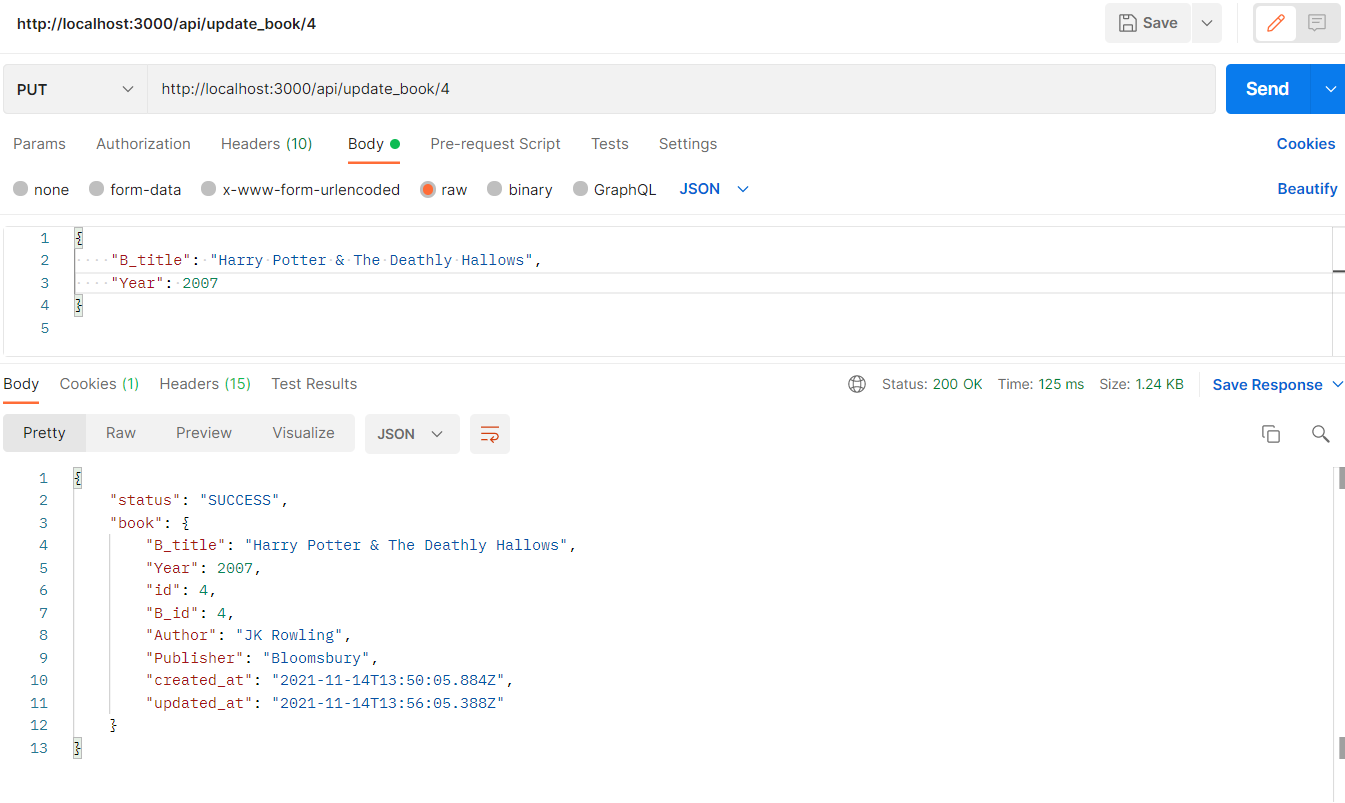 http://localhost:3000/api/update_book/4 Save
PUT http://localhost:3000/api/update_book/4 Send
Params Authorization Headers (10) Body Pre-request Script Tests Settings Cookies
none form-data x-www-form-urlencoded raw binary GraphQL JSON Beautify
1 {
2 "B_title": "Harry Potter & The Deathly Hallows",
3 "Year": 2007
4 }
5
Body Cookies (1) Headers (15) Test Results Status: 200 OK Time: 125 ms Size: 1.24 KB Save Response
Pretty Raw Preview Visualize JSON
1 {
2 "status": "SUCCESS",
3 "book": {
4 "B_title": "Harry Potter & The Deathly Hallows",
5 "Year": 2007,
6 "id": 4,
7 "B_id": 4,
8 "Author": "JK Rowling",
9 "Publisher": "Bloomsbury",
10 "created_at": "2021-11-14T13:50:05.884Z",
11 "updated_at": "2021-11-14T13:56:05.388Z"
12 }
13 }